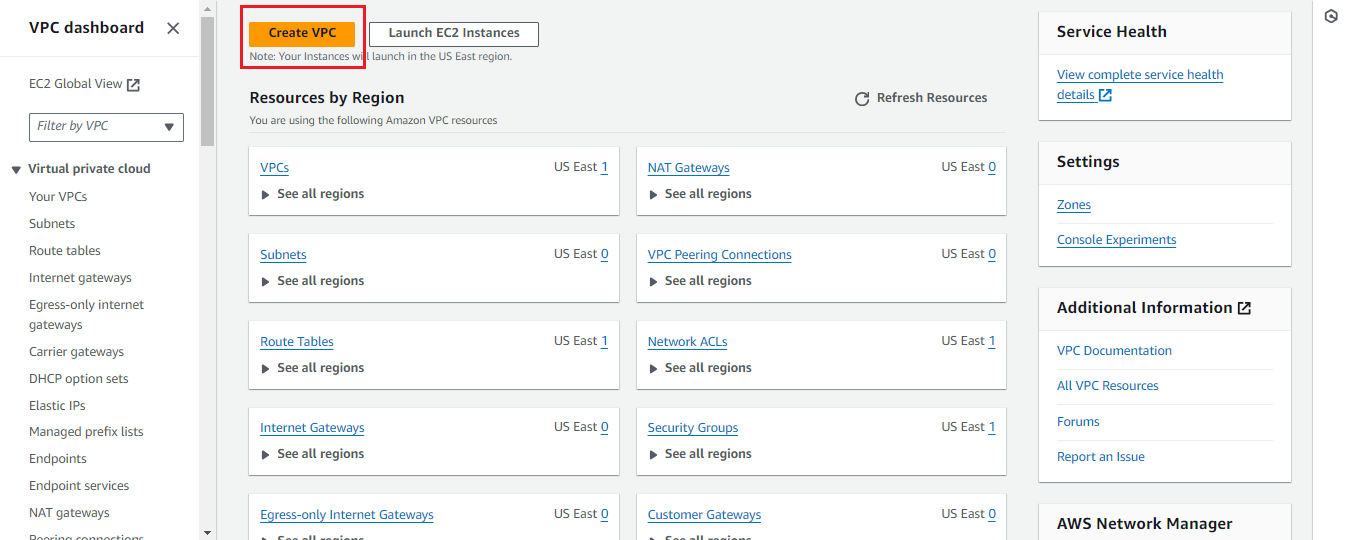 VPC dashboard
EC2 Global View
Filter by VPC
Virtual private cloud
Your VPCs
Subnets
Route tables
Internet gateways
Egress-only internet
gateways
Carrier gateways
DHCP option sets
Elastic IPs
Managed prefix lists
Endpoints
Endpoint services
NAT gateways
Peering connections
Create VPC
Launch EC2 Instances
Note: Your Instances will launch in the US East region.
Resources by Region
Refresh Resources
You are using the following Amazon VPC resources
VPCs US East 1
See all regions
NAT Gateways US East 0
See all regions
Subnets US East 0
See all regions
VPC Peering Connections US East 0
See all regions
Route Tables US East 1
See all regions
Network ACLs US East 1
See all regions
Internet Gateways US East 0
See all regions
Security Groups US East 1
See all regions
Egress-only Internet Gateways US East 0
See all regions
Customer Gateways US East 0
See all regions
Service Health
View complete service health
details
Settings
Zones
Console Experiments
Additional Information
VPC Documentation
All VPC Resources
Forums
Report an Issue
AWS Network Manager